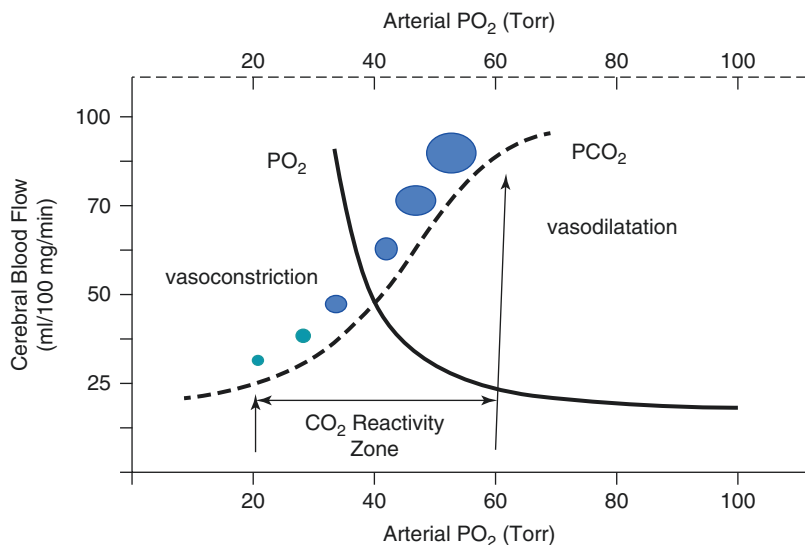 Arterial PO₂ (Torr)
20 40 60 80 100
100
70
50
25
Cerebral Blood Flow
(ml/100 mg/min)
PO₂
PCO₂
vasodilatation
vasoconstriction
CO₂ Reactivity
Zone
20 40 60 80 100
Arterial PO₂ (Torr)